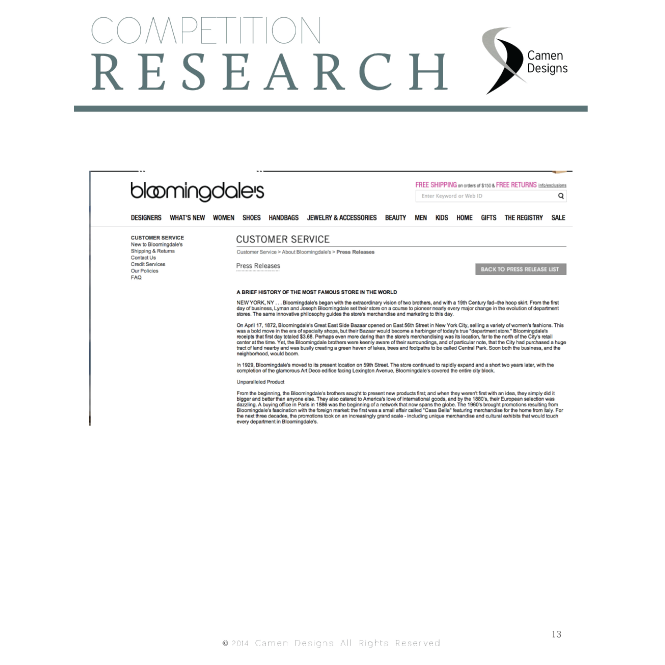 COMPETITION
RESEARCH
Camen
Designs
bloomingdale's
FREE SHIPPING on orders of $150 & FREE RETURNS info/exclusions
Enter Keyword or Web ID
DESIGNERS WHAT'S NEW WOMEN SHOES HANDBAGS JEWELRY & ACCESSORIES BEAUTY MEN KIDS HOME GIFTS THE REGISTRY SALE
CUSTOMER SERVICE
New to Bloomingdale's
Shipping & Returns
Contact Us
Credit Services
Our Policies
FAQ
CUSTOMER SERVICE
Customer Service > About Bloomingdale's > Press Releases
Press Releases
BACK TO PRESS RELEASE LIST
A BRIEF HISTORY OF THE MOST FAMOUS STORE IN THE WORLD
NEW YORK, NY . . . Bloomingdale's began with the extraordinary vision of two brothers, and with a 19th Century fad–the hoop skirt. From the first
day of business, Lyman and Joseph Bloomingdale set their store on a course to pioneer nearly every major change in the evolution of department
stores. The same innovative philosophy guides the store's merchandise and marketing to this day.
On April 17, 1872, Bloomingdale's Great East Side Bazaar opened on East 56th Street in New York City, selling a variety of women's fashions. This
was a bold move in the era of specialty shops, but their Bazaar would become a harbinger of today's true "department store." Bloomingdale's
receipts that first day totaled $3.68. Perhaps even more daring than the store's merchandising was its location, far to the north of the City's retail
center at the time. Yet, the Bloomingdale brothers were keenly aware of their surroundings, and of particular note, that the City had purchased a huge
tract of land nearby and was busily creating a green haven of lakes, trees and footpaths to be called Central Park. Soon both the business, and the
neighborhood, would boom.
In 1929, Bloomingdale's moved to its present location on 59th Street. The store continued to rapidly expand and a short two years later, with the
completion of the glamorous Art Deco edifice facing Lexington Avenue, Bloomingdale's covered the entire city block.
Unparalleled Product
From the beginning, the Bloomingdale brothers sought to present new products first, and when they weren't first with an idea, they simply did it
bigger and better than anyone else. They also catered to America's love of international goods, and by the 1880's, their European selection was
dazzling. A buying office in Paris in 1886 was the beginning of a network that now spans the globe. The 1960's brought promotions resulting from
Bloomingdale's fascination with the foreign market: the first was a small affair called "Casa Bella" featuring merchandise for the home from Italy. For
the next three decades, the promotions took on an increasingly grand scale - including unique merchandise and cultural exhibits that would touch
every department in Bloomingdale's.
13
© 2014 Camen Designs All Rights Reserved